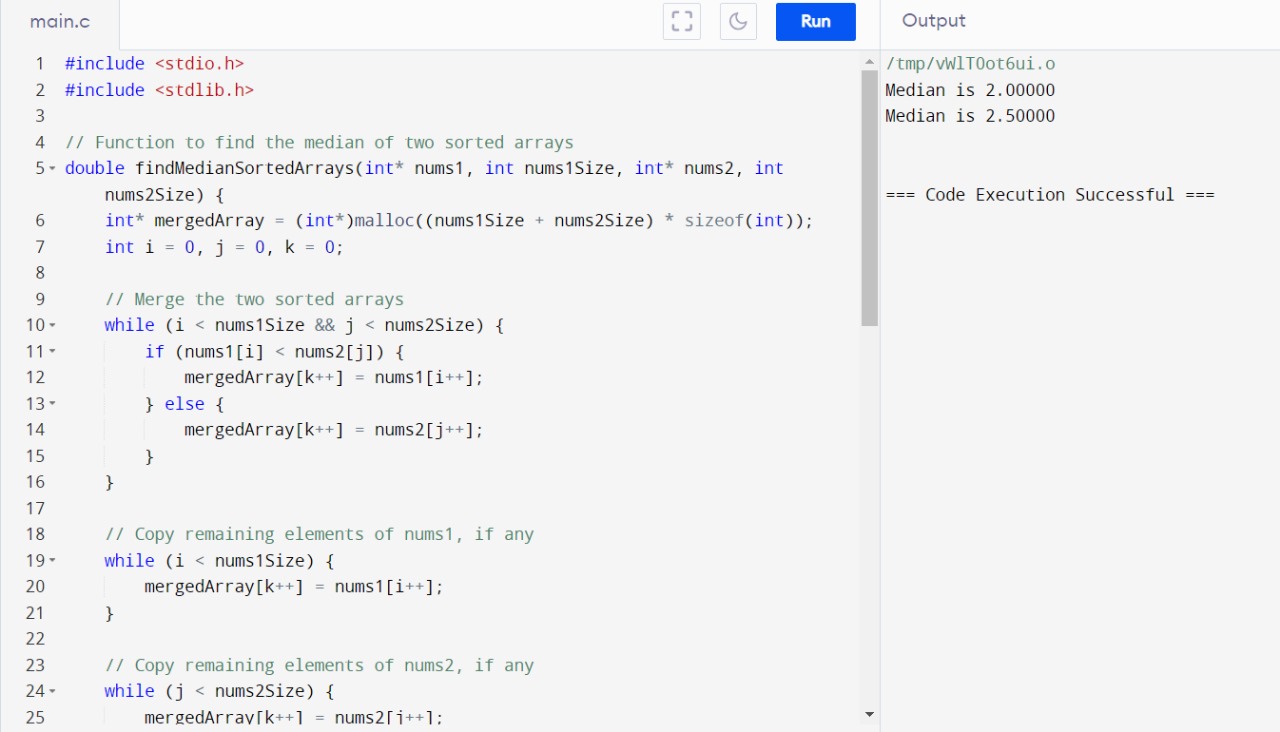 main.c
Run
Output
1 #include <stdio.h>
2 #include <stdlib.h>
3
4 // Function to find the median of two sorted arrays
5 double findMedianSortedArrays(int* nums1, int nums1Size, int* nums2, int
nums2Size) {
6 int* mergedArray = (int*)malloc((nums1Size + nums2Size) * sizeof(int));
7 int i = 0, j = 0, k = 0;
8
9 // Merge the two sorted arrays
10 while (i < nums1Size && j < nums2Size) {
11 if (nums1[i] < nums2[j]) {
12 mergedArray[k++] = nums1[i++];
13 } else {
14 mergedArray[k++] = nums2[j++];
15 }
16 }
17
18 // Copy remaining elements of nums1, if any
19 while (i < nums1Size) {
20 mergedArray[k++] = nums1[i++];
21 }
22
23 // Copy remaining elements of nums2, if any
24 while (j < nums2Size) {
25 mergedArray[k++] = nums2[j++];
/tmp/vWlT0ot6ui.o
Median is 2.00000
Median is 2.50000
=== Code Execution Successful ===